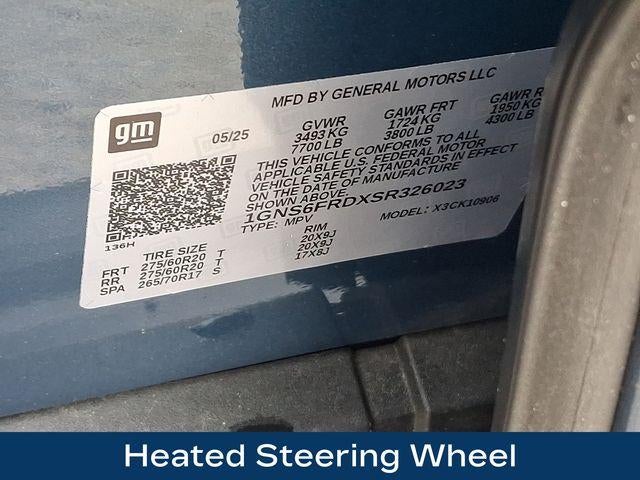 MFD BY GENERAL MOTORS LLC
gm
05/25
GVWR
3493 KG
7700 LB
GAWR FRT
1724 KG
3800 LB
GAWR R
1950 KG
4300 LB
THIS VEHICLE CONFORMS TO ALL
APPLICABLE U.S. FEDERAL MOTOR
VEHICLE SAFETY STANDARDS IN EFFECT
ON THE DATE OF MANUFACTURE
SHOWN ABOVE.
1GNS6FRDXSR326023
TYPE: MPV
MODEL: X3CK10906
136H
TIRE SIZE RIM
FRT 275/60R20 T 20X9J
RR 275/60R20 T 20X9J
SPA 265/70R17 S 17X8J
Heated Steering Wheel